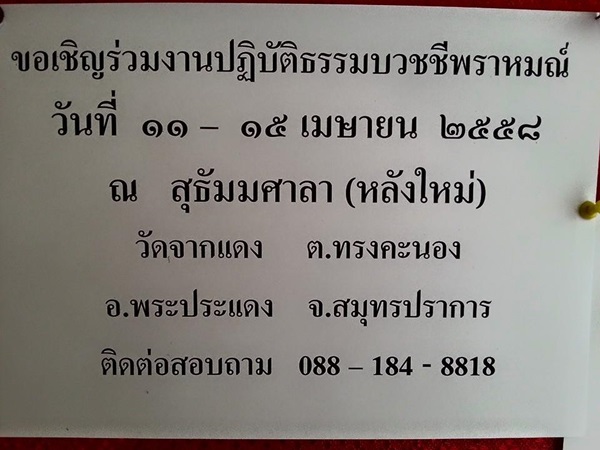 ขอเชิญร่วมงานปฏิบัติธรรมบวชชีพราหมณ์
วันที่ ๑๑ – ๑๕ เมษายน ๒๕๕๘
ณ สุธัมมศาลา (หลังใหม่)
วัดจากแดง ต.ทรงคะนอง
อ.พระประแดง จ.สมุทรปราการ
ติดต่อสอบถาม 088 – 184 - 8818